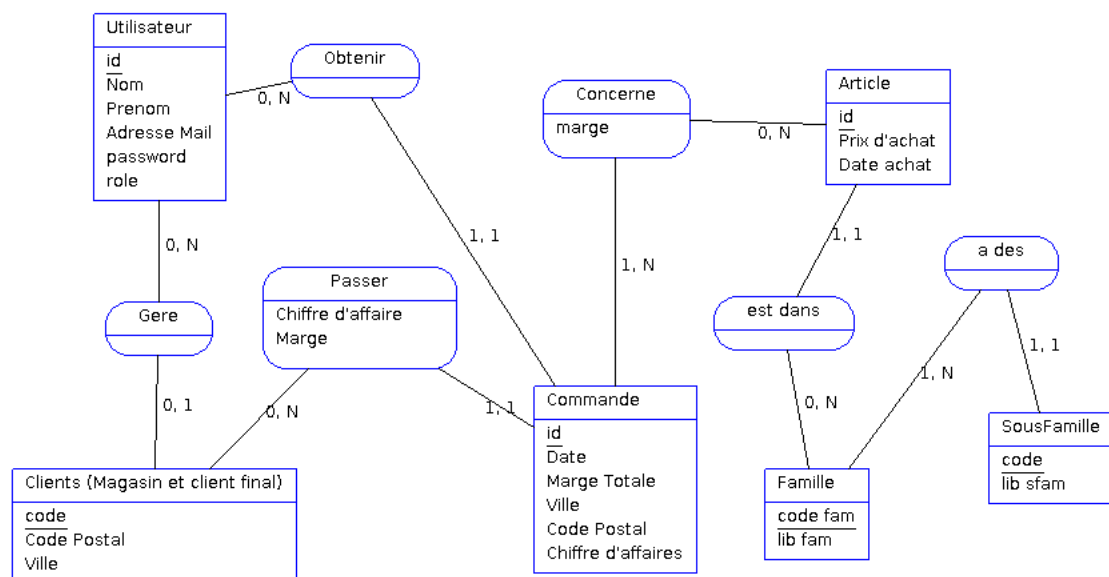 Utilisateur
id
Nom
Prenom
Adresse Mail
password
role
Obtenir
0, N
1, 1
0, N
Gere
0, 1
Passer
Chiffre d'affaire
Marge
0, N
1, 1
Clients (Magasin et client final)
code
Code Postal
Ville
Concerne
marge
0, N
1, N
Article
id
Prix d'achat
Date achat
1, 1
est dans
0, N
a des
1, N
1, 1
Commande
id
Date
Marge Totale
Ville
Code Postal
Chiffre d'affaires
Famille
code fam
lib fam
SousFamille
code
lib sfam